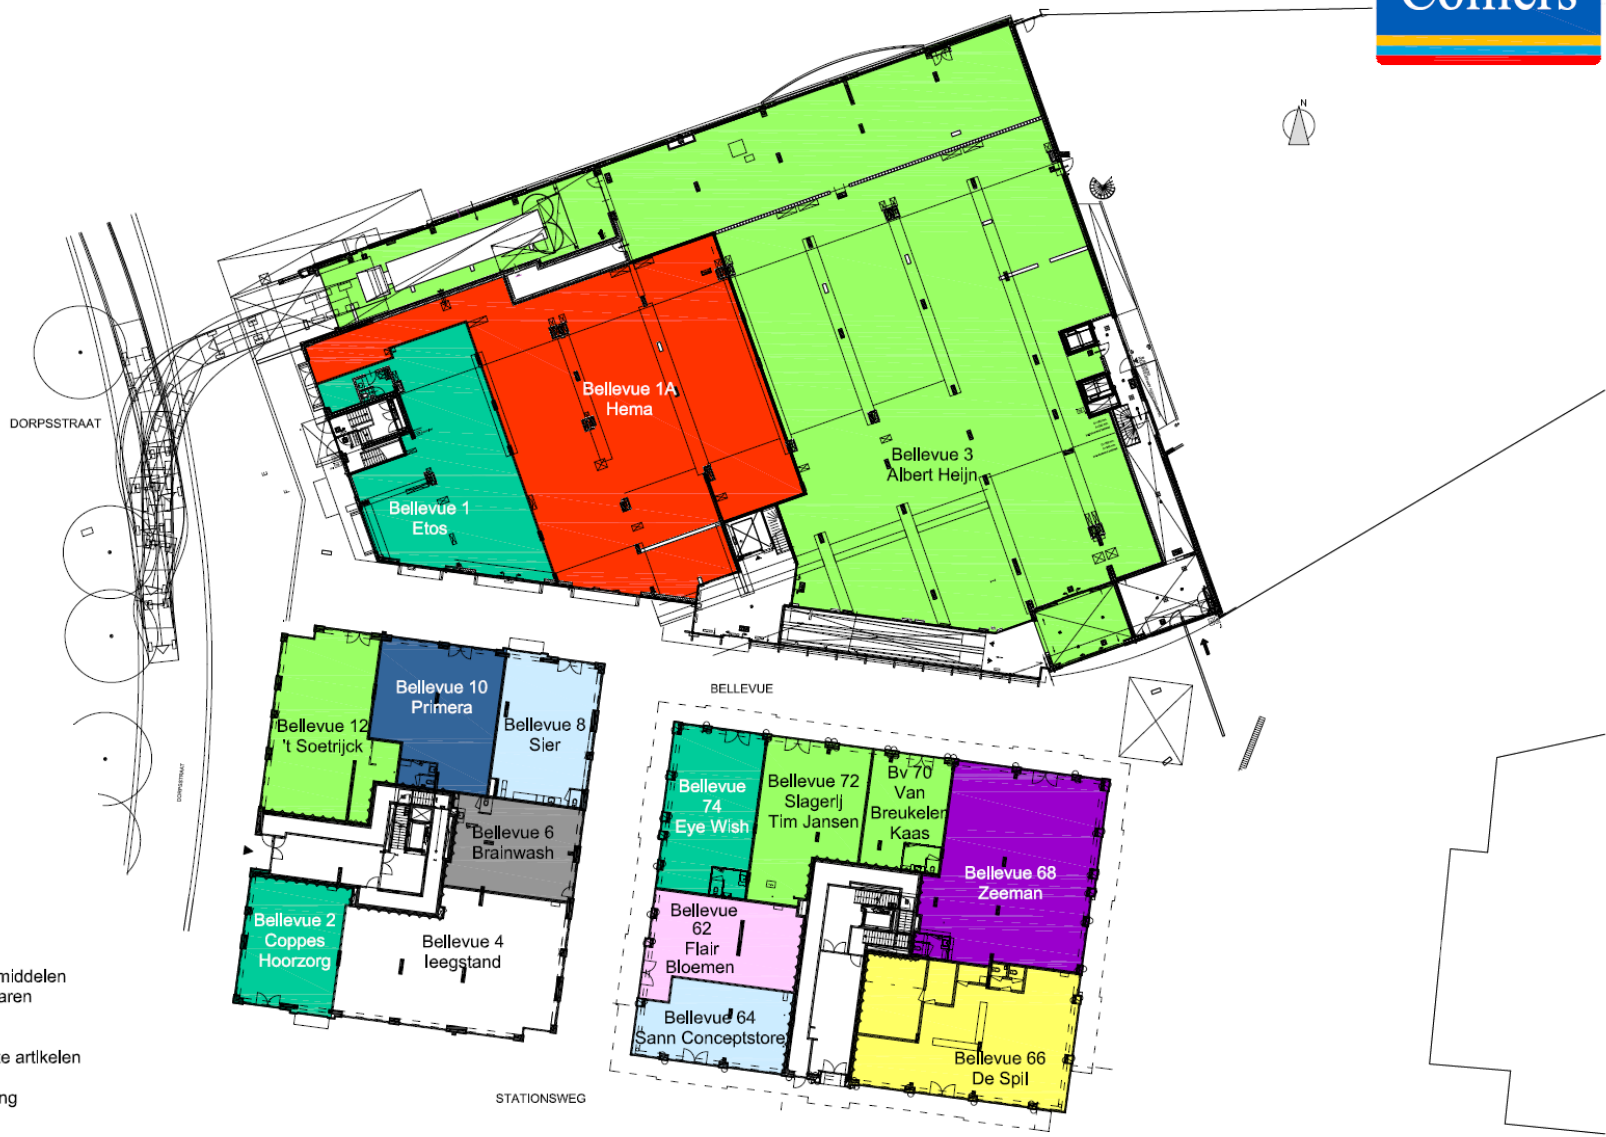 Colliers
N
DORPSSTRAAT
Bellevue 1A
Hema
Bellevue 3
Albert Heijn
Bellevue 1
Etos
BELLEVUE
Bellevue 12
't Soetrijck
Bellevue 10
Primera
Bellevue 8
Sier
DORPSSTRAAT
Bellevue 6
Brainwash
Bellevue 2
Coppes
Hoorzorg
Bellevue 4
leegstand
Bellevue
74
Eye Wish
Bellevue 72
Slagerij
Tim Jansen
Bv 70
Van
Breukelen
Kaas
Bellevue 68
Zeeman
Bellevue
62
Flair
Bloemen
Bellevue 64
Sann Conceptstore
Bellevue 66
De Spil
middelen
aren
te artikelen
ng
STATIONSWEG